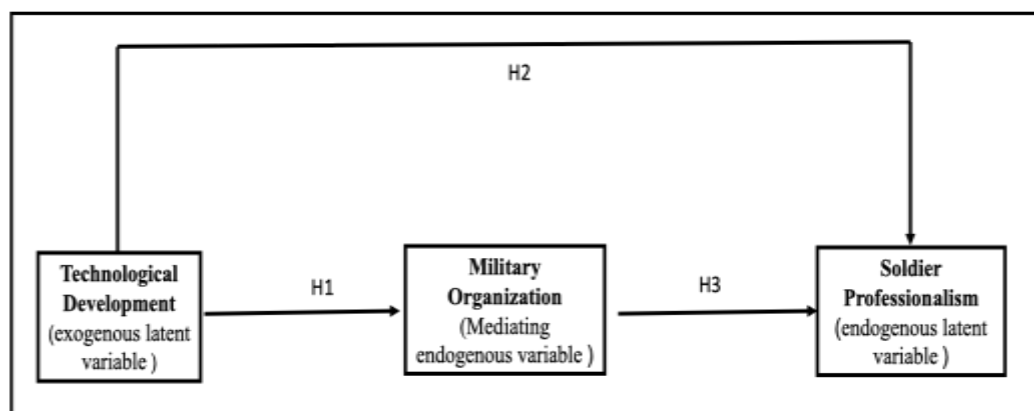 H2
Technological
Development
(exogenous latent
variable )
H1
Military
Organization
(Mediating
endogenous variable )
H3
Soldier
Professionalism
(endogenous latent
variable )